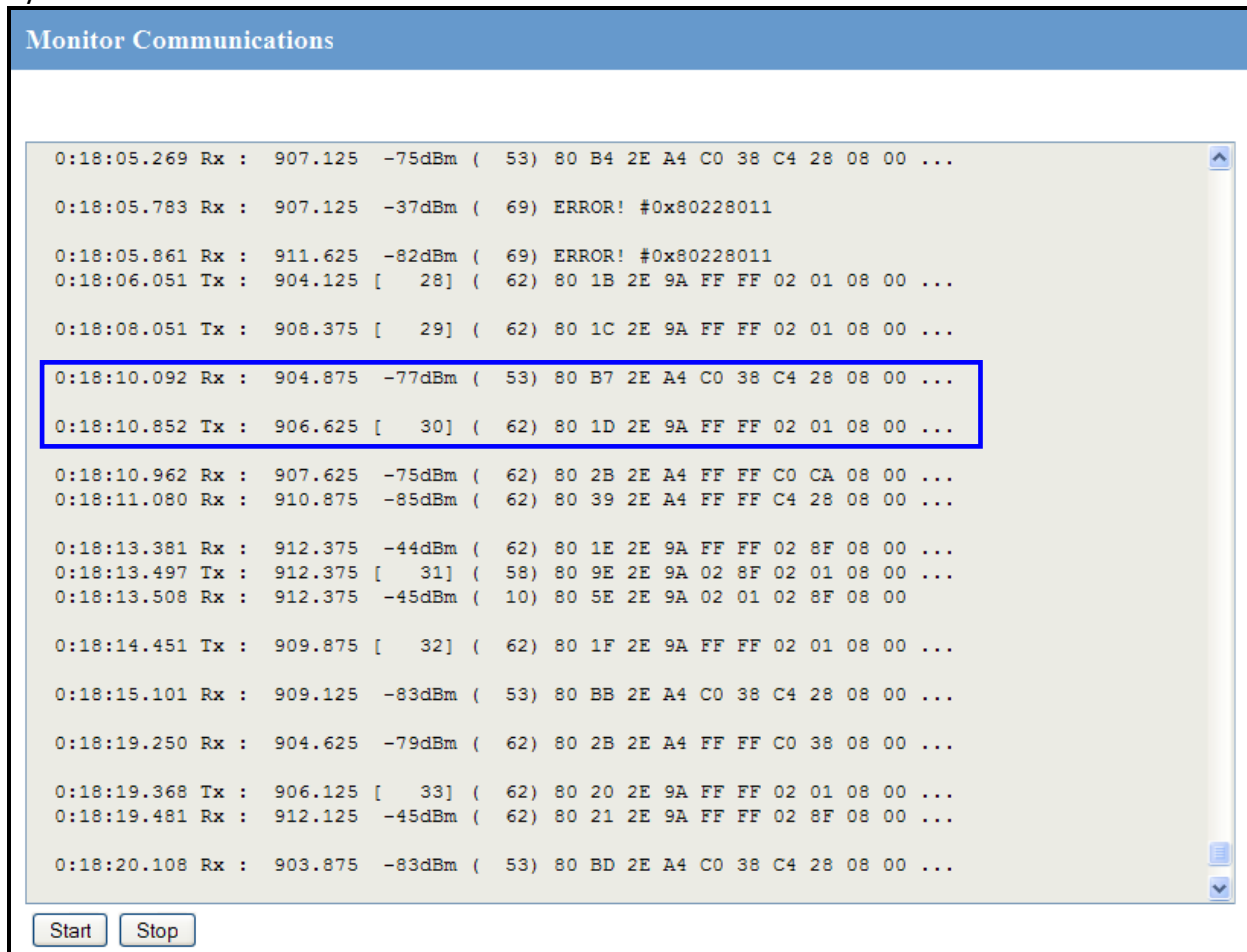 Monitor Communications
0:18:05.269 Rx : 907.125 -75dBm ( 53) 80 B4 2E A4 C0 38 C4 28 08 00 ...
0:18:05.783 Rx : 907.125 -37dBm ( 69) ERROR! #0x80228011
0:18:05.861 Rx : 911.625 -82dBm ( 69) ERROR! #0x80228011
0:18:06.051 Tx : 904.125 [ 28] ( 62) 80 1B 2E 9A FF FF 02 01 08 00 ...
0:18:08.051 Tx : 908.375 [ 29] ( 62) 80 1C 2E 9A FF FF 02 01 08 00 ...
0:18:10.092 Rx : 904.875 -77dBm ( 53) 80 B7 2E A4 C0 38 C4 28 08 00 ...
0:18:10.852 Tx : 906.625 [ 30] ( 62) 80 1D 2E 9A FF FF 02 01 08 00 ...
0:18:10.962 Rx : 907.625 -75dBm ( 62) 80 2B 2E A4 FF FF C0 CA 08 00 ...
0:18:11.080 Rx : 910.875 -85dBm ( 62) 80 39 2E A4 FF FF C4 28 08 00 ...
0:18:13.381 Rx : 912.375 -44dBm ( 62) 80 1E 2E 9A FF FF 02 8F 08 00 ...
0:18:13.497 Tx : 912.375 [ 31] ( 58) 80 9E 2E 9A 02 8F 02 01 08 00 ...
0:18:13.508 Rx : 912.375 -45dBm ( 10) 80 5E 2E 9A 02 01 02 8F 08 00
0:18:14.451 Tx : 909.875 [ 32] ( 62) 80 1F 2E 9A FF FF 02 01 08 00 ...
0:18:15.101 Rx : 909.125 -83dBm ( 53) 80 BB 2E A4 C0 38 C4 28 08 00 ...
0:18:19.250 Rx : 904.625 -79dBm ( 62) 80 2B 2E A4 FF FF C0 38 08 00 ...
0:18:19.368 Tx : 906.125 [ 33] ( 62) 80 20 2E 9A FF FF 02 01 08 00 ...
0:18:19.481 Rx : 912.125 -45dBm ( 62) 80 21 2E 9A FF FF 02 8F 08 00 ...
0:18:20.108 Rx : 903.875 -83dBm ( 53) 80 BD 2E A4 C0 38 C4 28 08 00 ...
Start Stop